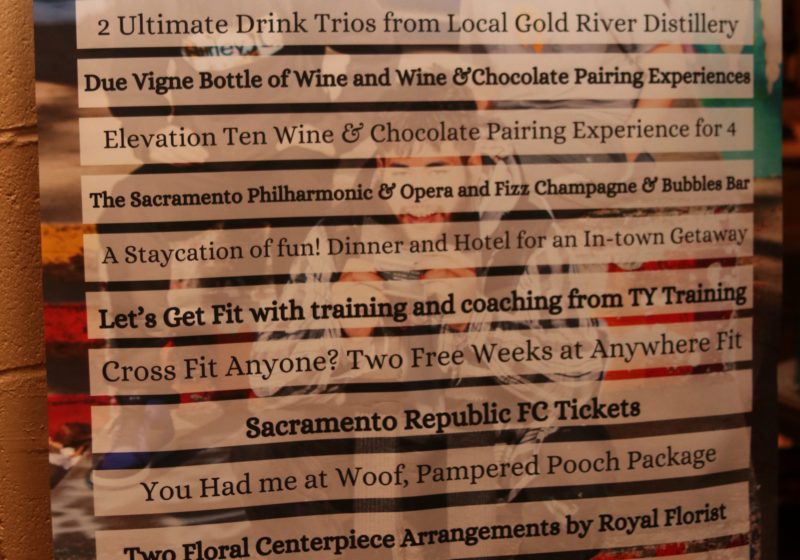 2 Ultimate Drink Trios from Local Gold River Distillery
Due Vigne Bottle of Wine and Wine &Chocolate Pairing Experiences
Elevation Ten Wine & Chocolate Pairing Experience for 4
The Sacramento Philharmonic & Opera and Fizz Champagne & Bubbles Bar
A Staycation of fun! Dinner and Hotel for an In-town Getaway
Let's Get Fit with training and coaching from TY Training
Cross Fit Anyone? Two Free Weeks at Anywhere Fit
Sacramento Republic FC Tickets
You Had me at Woof, Pampered Pooch Package
Two Floral Centerpiece Arrangements by Royal Florist